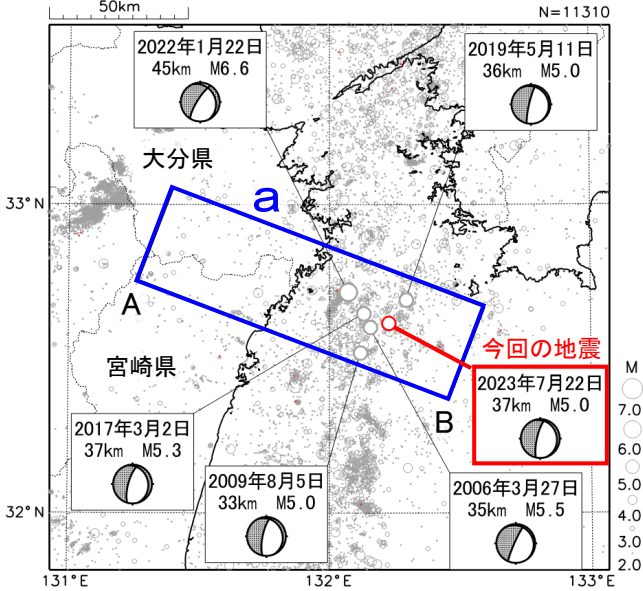 50km
N=11310
2022年1月22日
45km M6.6
2019年5月11日
36km M5.0
大分県
33°N
a
A
宮崎県
今回の地震
2023年7月22日
37km M5.0
B
2017年3月2日
37km M5.3
2009年8月5日
33km M5.0
2006年3月27日
35km M5.5
32°N
M
7.0
6.0
5.0
4.0
3.0
2.0
131°E
132°E
133°E